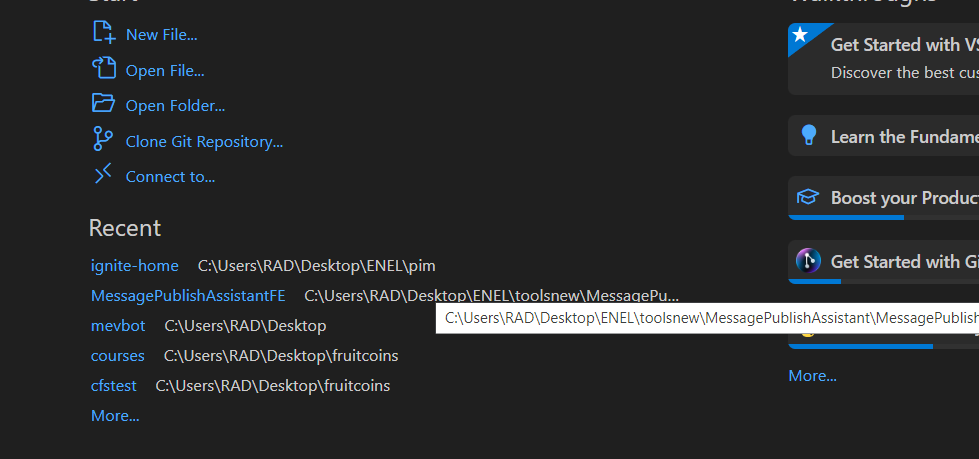 New File...
Open File...
Open Folder...
Clone Git Repository...
Connect to...
Recent
ignite-home C:\Users\RAD\Desktop\ENEL\pim
MessagePublishAssistantFE C:\Users\RAD\Desktop\ENEL\toolsnew\MessagePu...
C:\Users\RAD\Desktop\ENEL\toolsnew\MessagePublishAssistant\MessagePublish
mevbot C:\Users\RAD\Desktop
courses C:\Users\RAD\Desktop\fruitcoins
cfstest C:\Users\RAD\Desktop\fruitcoins
More...
Get Started with VS
Discover the best cus
Learn the Fundame
Boost your Produc
Get Started with Gi
More...